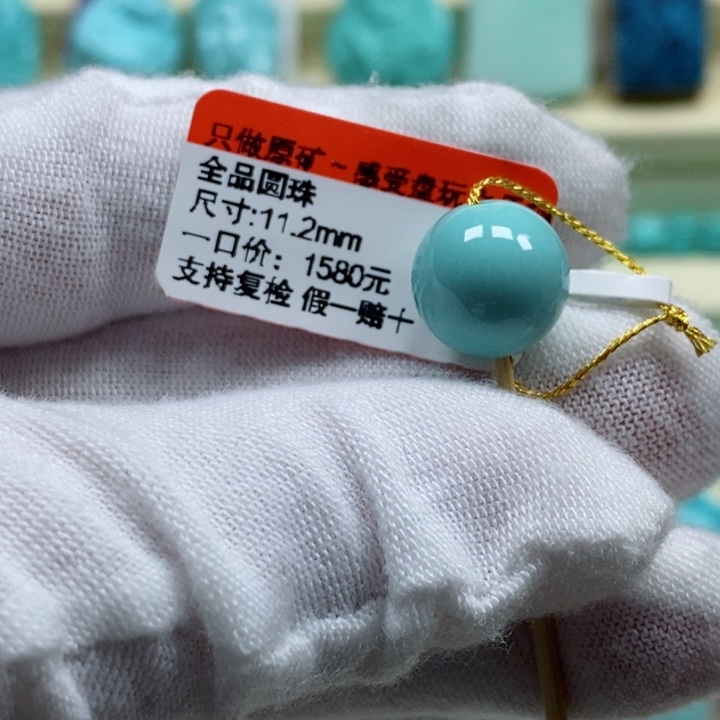 只做原矿~感受盘玩
全品圆珠
尺寸:11.2mm
一口价：1580元
支持复检 假一赔十